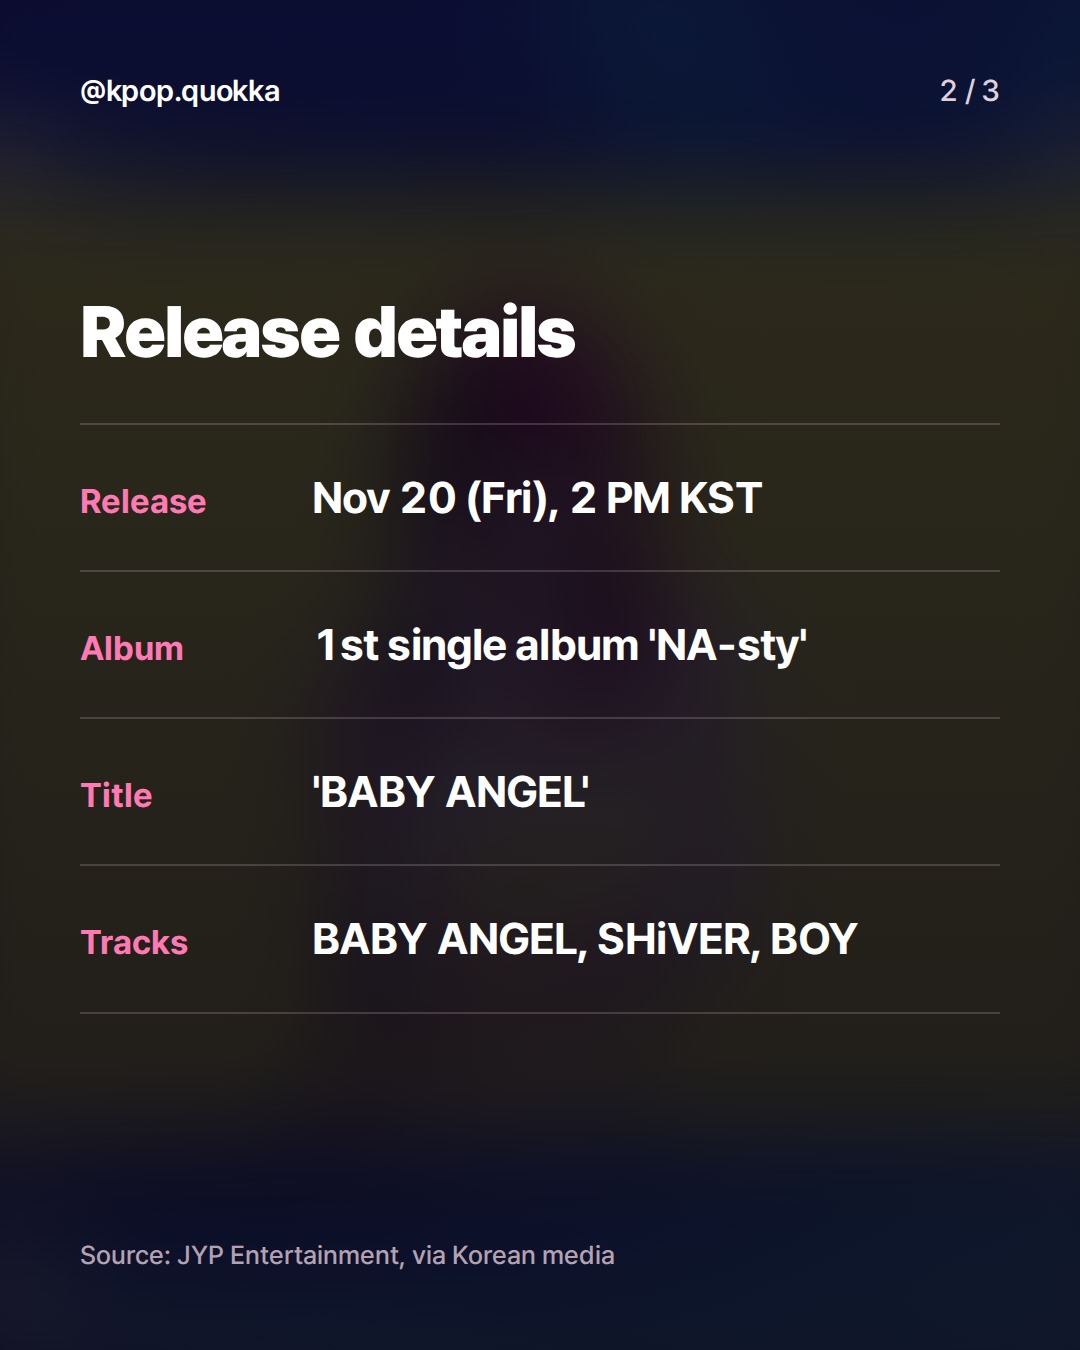 @kpop.quokka
2 / 3
Release details
Release Nov 20 (Fri), 2 PM KST
Album 1st single album 'NA-sty'
Title 'BABY ANGEL'
Tracks BABY ANGEL, SHiVER, BOY
Source: JYP Entertainment, via Korean media